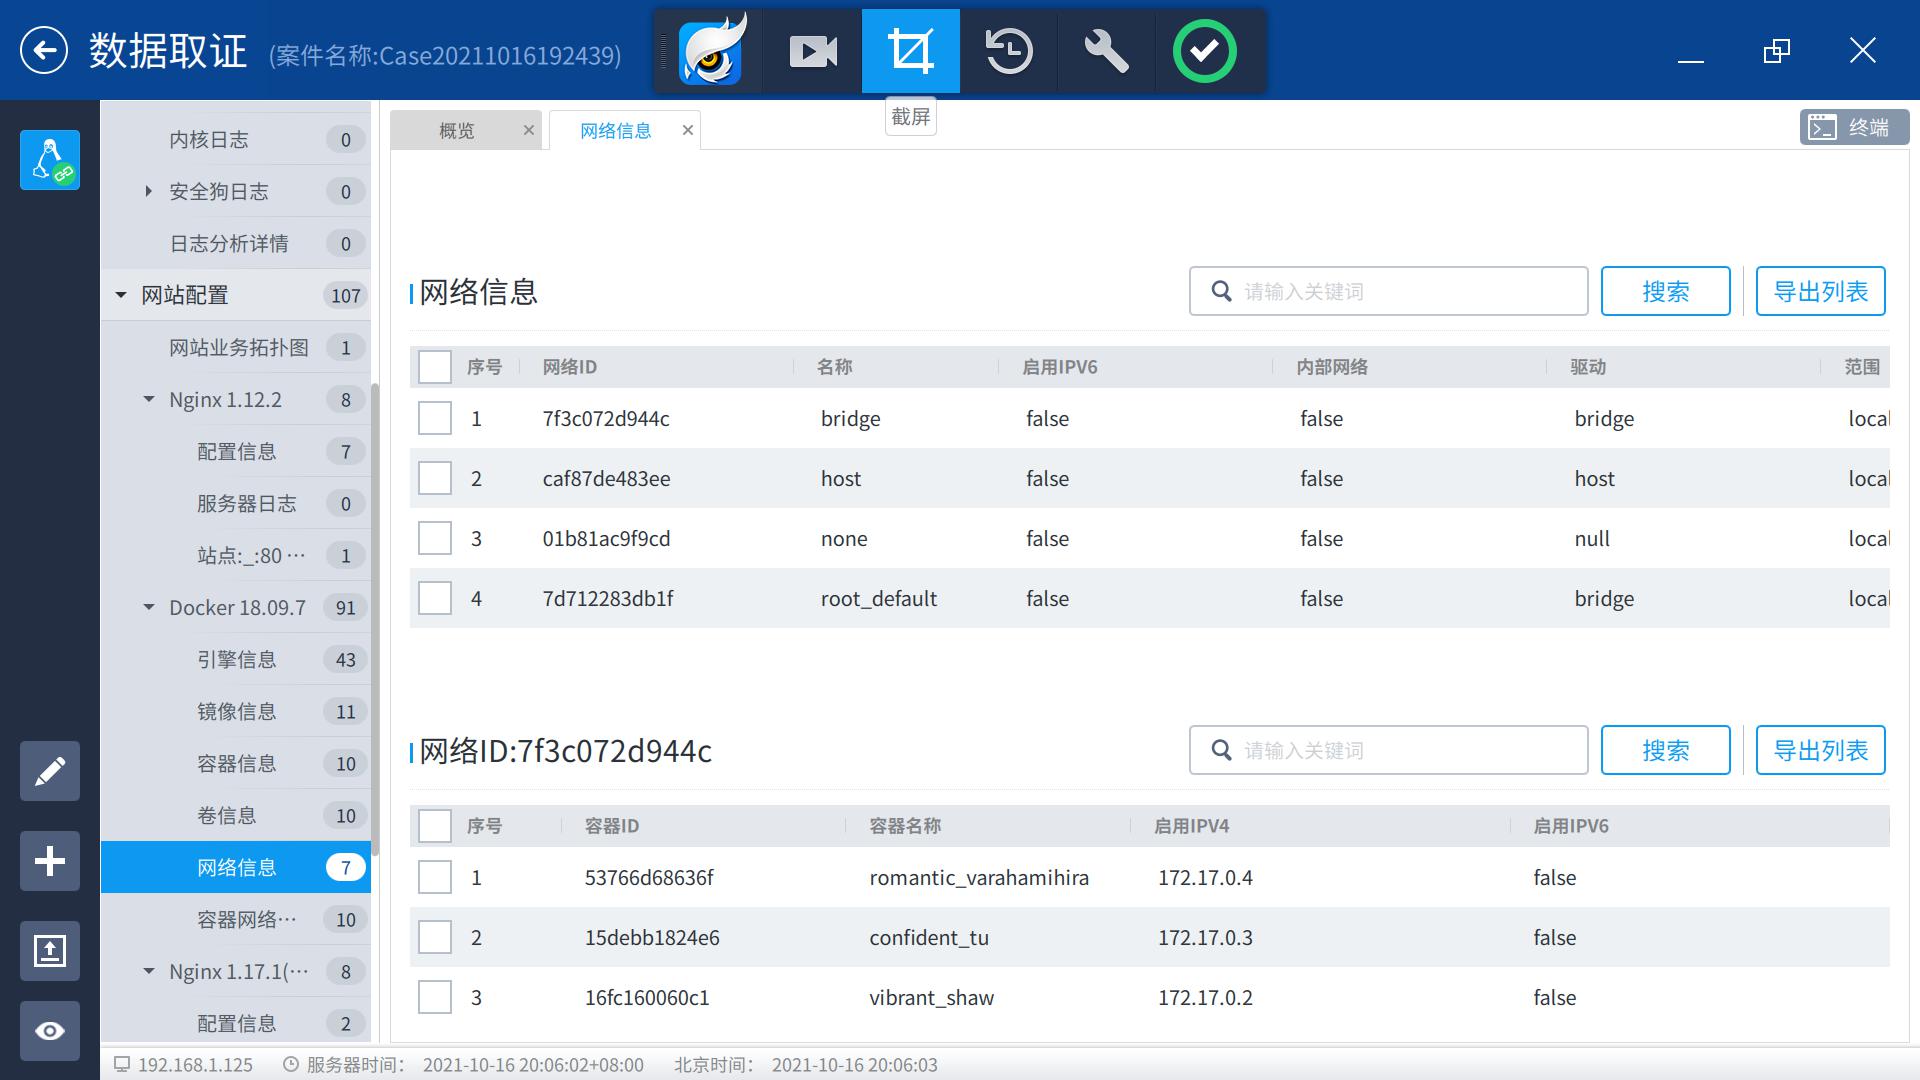 数据取证 (案件名称:Case20211016192439)
截屏
概览 网络信息 终端
内核日志 0
安全狗日志 0
日志分析详情 0
网站配置 107
网站业务拓扑图 1
Nginx 1.12.2 8
配置信息 7
服务器日志 0
站点:_:80 ··· 1
Docker 18.09.7 91
引擎信息 43
镜像信息 11
容器信息 10
卷信息 10
网络信息 7
容器网络··· 10
Nginx 1.17.1(··· 8
配置信息 2
网络信息 请输入关键词 搜索 导出列表
序号 网络ID 名称 启用IPV6 内部网络 驱动 范围
1 7f3c072d944c bridge false false bridge local
2 caf87de483ee host false false host local
3 01b81ac9f9cd none false false null local
4 7d712283db1f root_default false false bridge local
网络ID:7f3c072d944c 请输入关键词 搜索 导出列表
序号 容器ID 容器名称 启用IPV4 启用IPV6
1 53766d68636f romantic_varahamihira 172.17.0.4 false
2 15debb1824e6 confident_tu 172.17.0.3 false
3 16fc160060c1 vibrant_shaw 172.17.0.2 false
192.168.1.125 服务器时间： 2021-10-16 20:06:02+08:00 北京时间： 2021-10-16 20:06:03